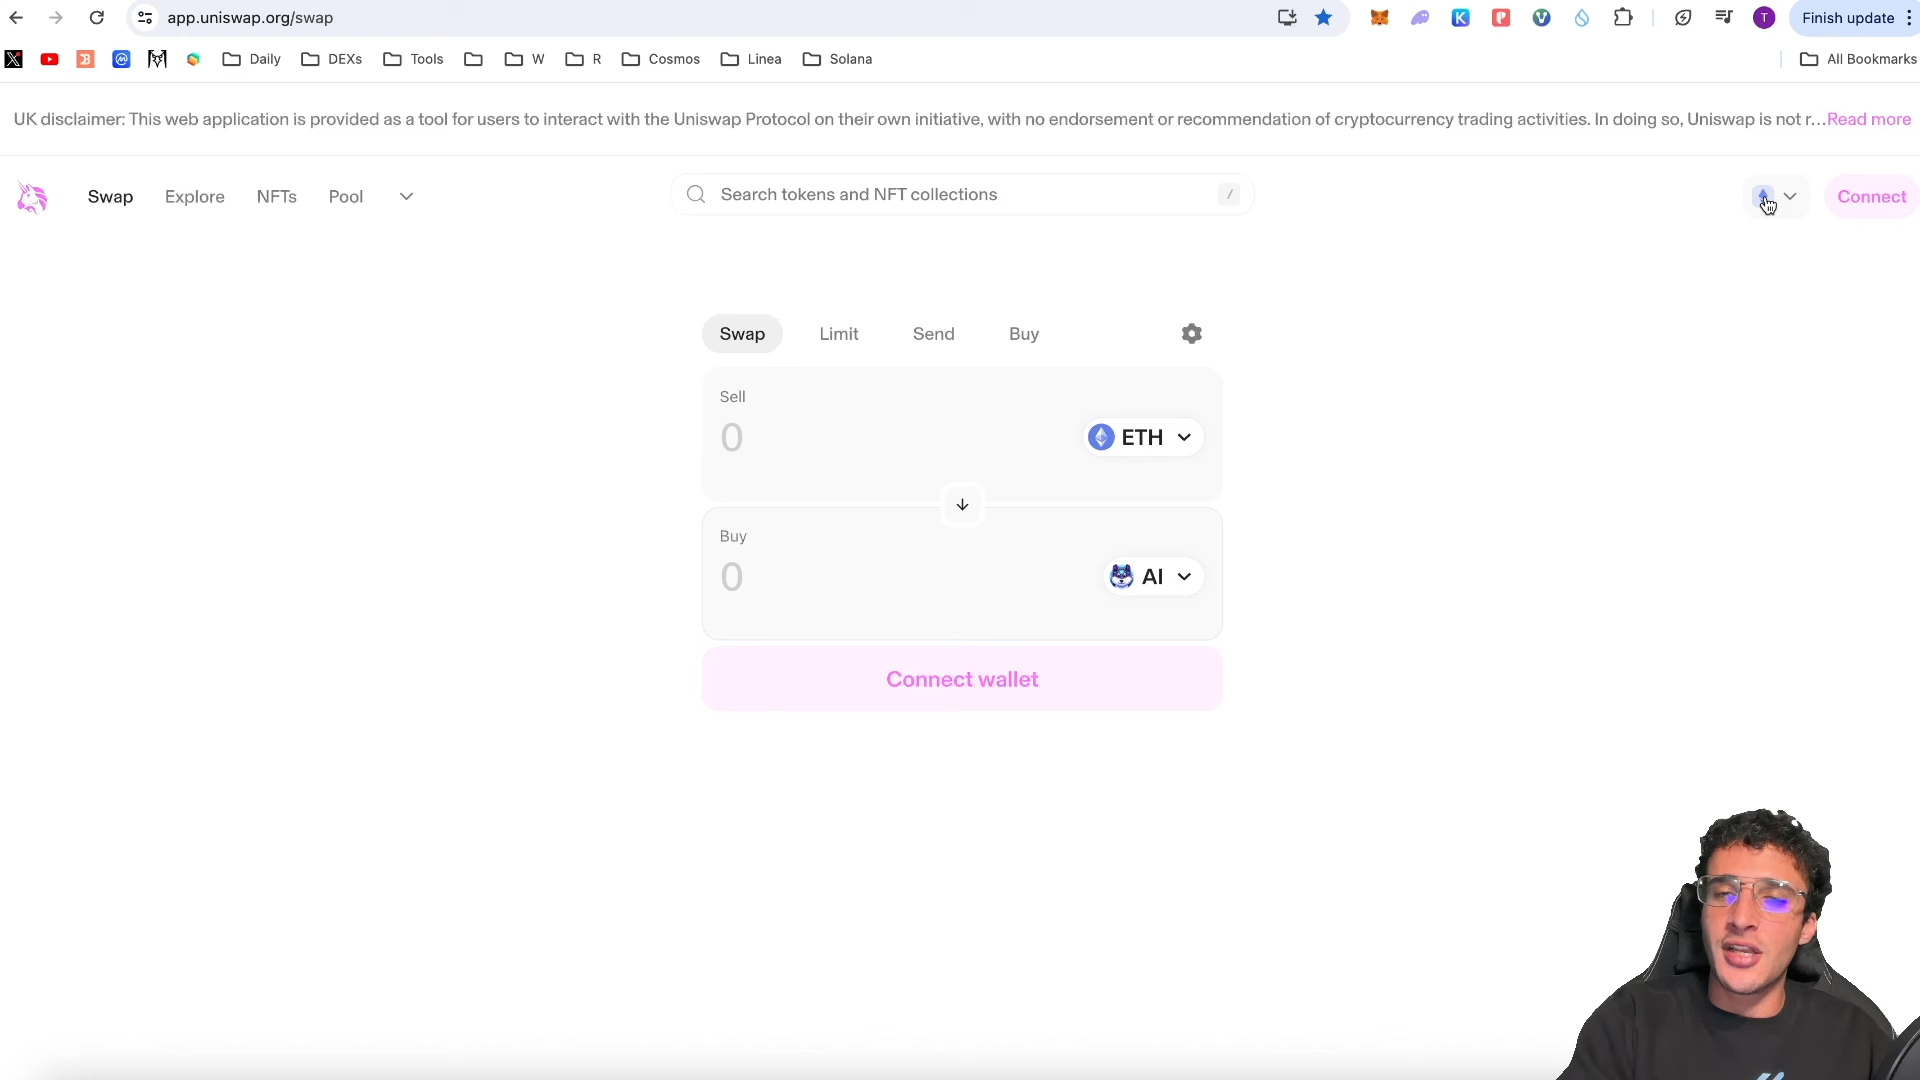 app.uniswap.org/swap
T
Finish update
Daily
DEXs
Tools
W
R
Cosmos
Linea
Solana
All Bookmarks
UK disclaimer: This web application is provided as a tool for users to interact with the Uniswap Protocol on their own initiative, with no endorsement or recommendation of cryptocurrency trading activities. In doing so, Uniswap is not r...Read more
Swap
Explore
NFTs
Pool
Search tokens and NFT collections
/
Connect
Swap
Limit
Send
Buy
Sell
0
ETH
Buy
0
AI
Connect wallet